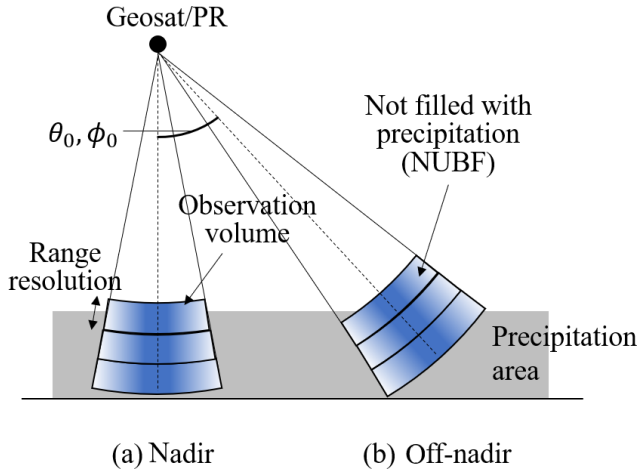 Geosat/PR
θ₀, ϕ₀
Not filled with
precipitation
(NUBF)
Observation
volume
Range
resolution
Precipitation
area
(a) Nadir
(b) Off-nadir